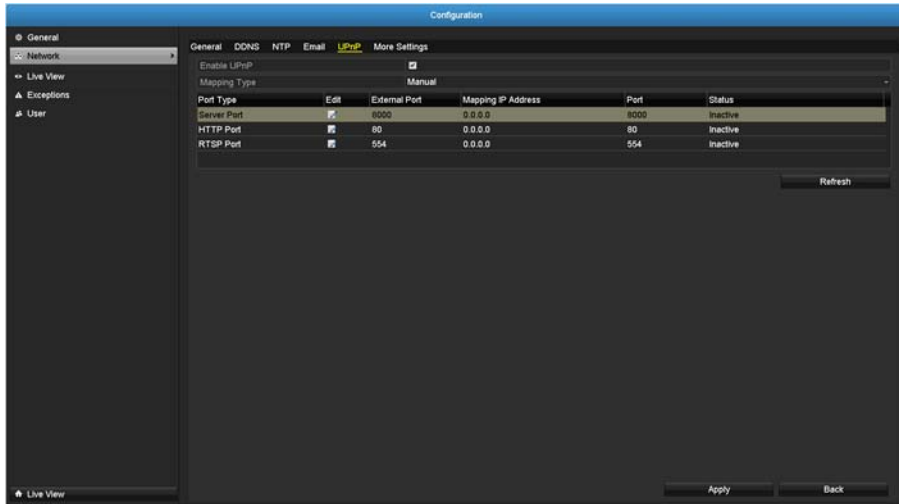 Configuration
General
Network
Live View
Exceptions
User
General DDNS NTP Email UPnP More Settings
Enable UPnP
Mapping Type Manual
Port Type Edit External Port Mapping IP Address Port Status
Server Port 8000 0.0.0.0 8000 Inactive
HTTP Port 80 0.0.0.0 80 Inactive
RTSP Port 554 0.0.0.0 554 Inactive
Refresh
Live View
Apply Back